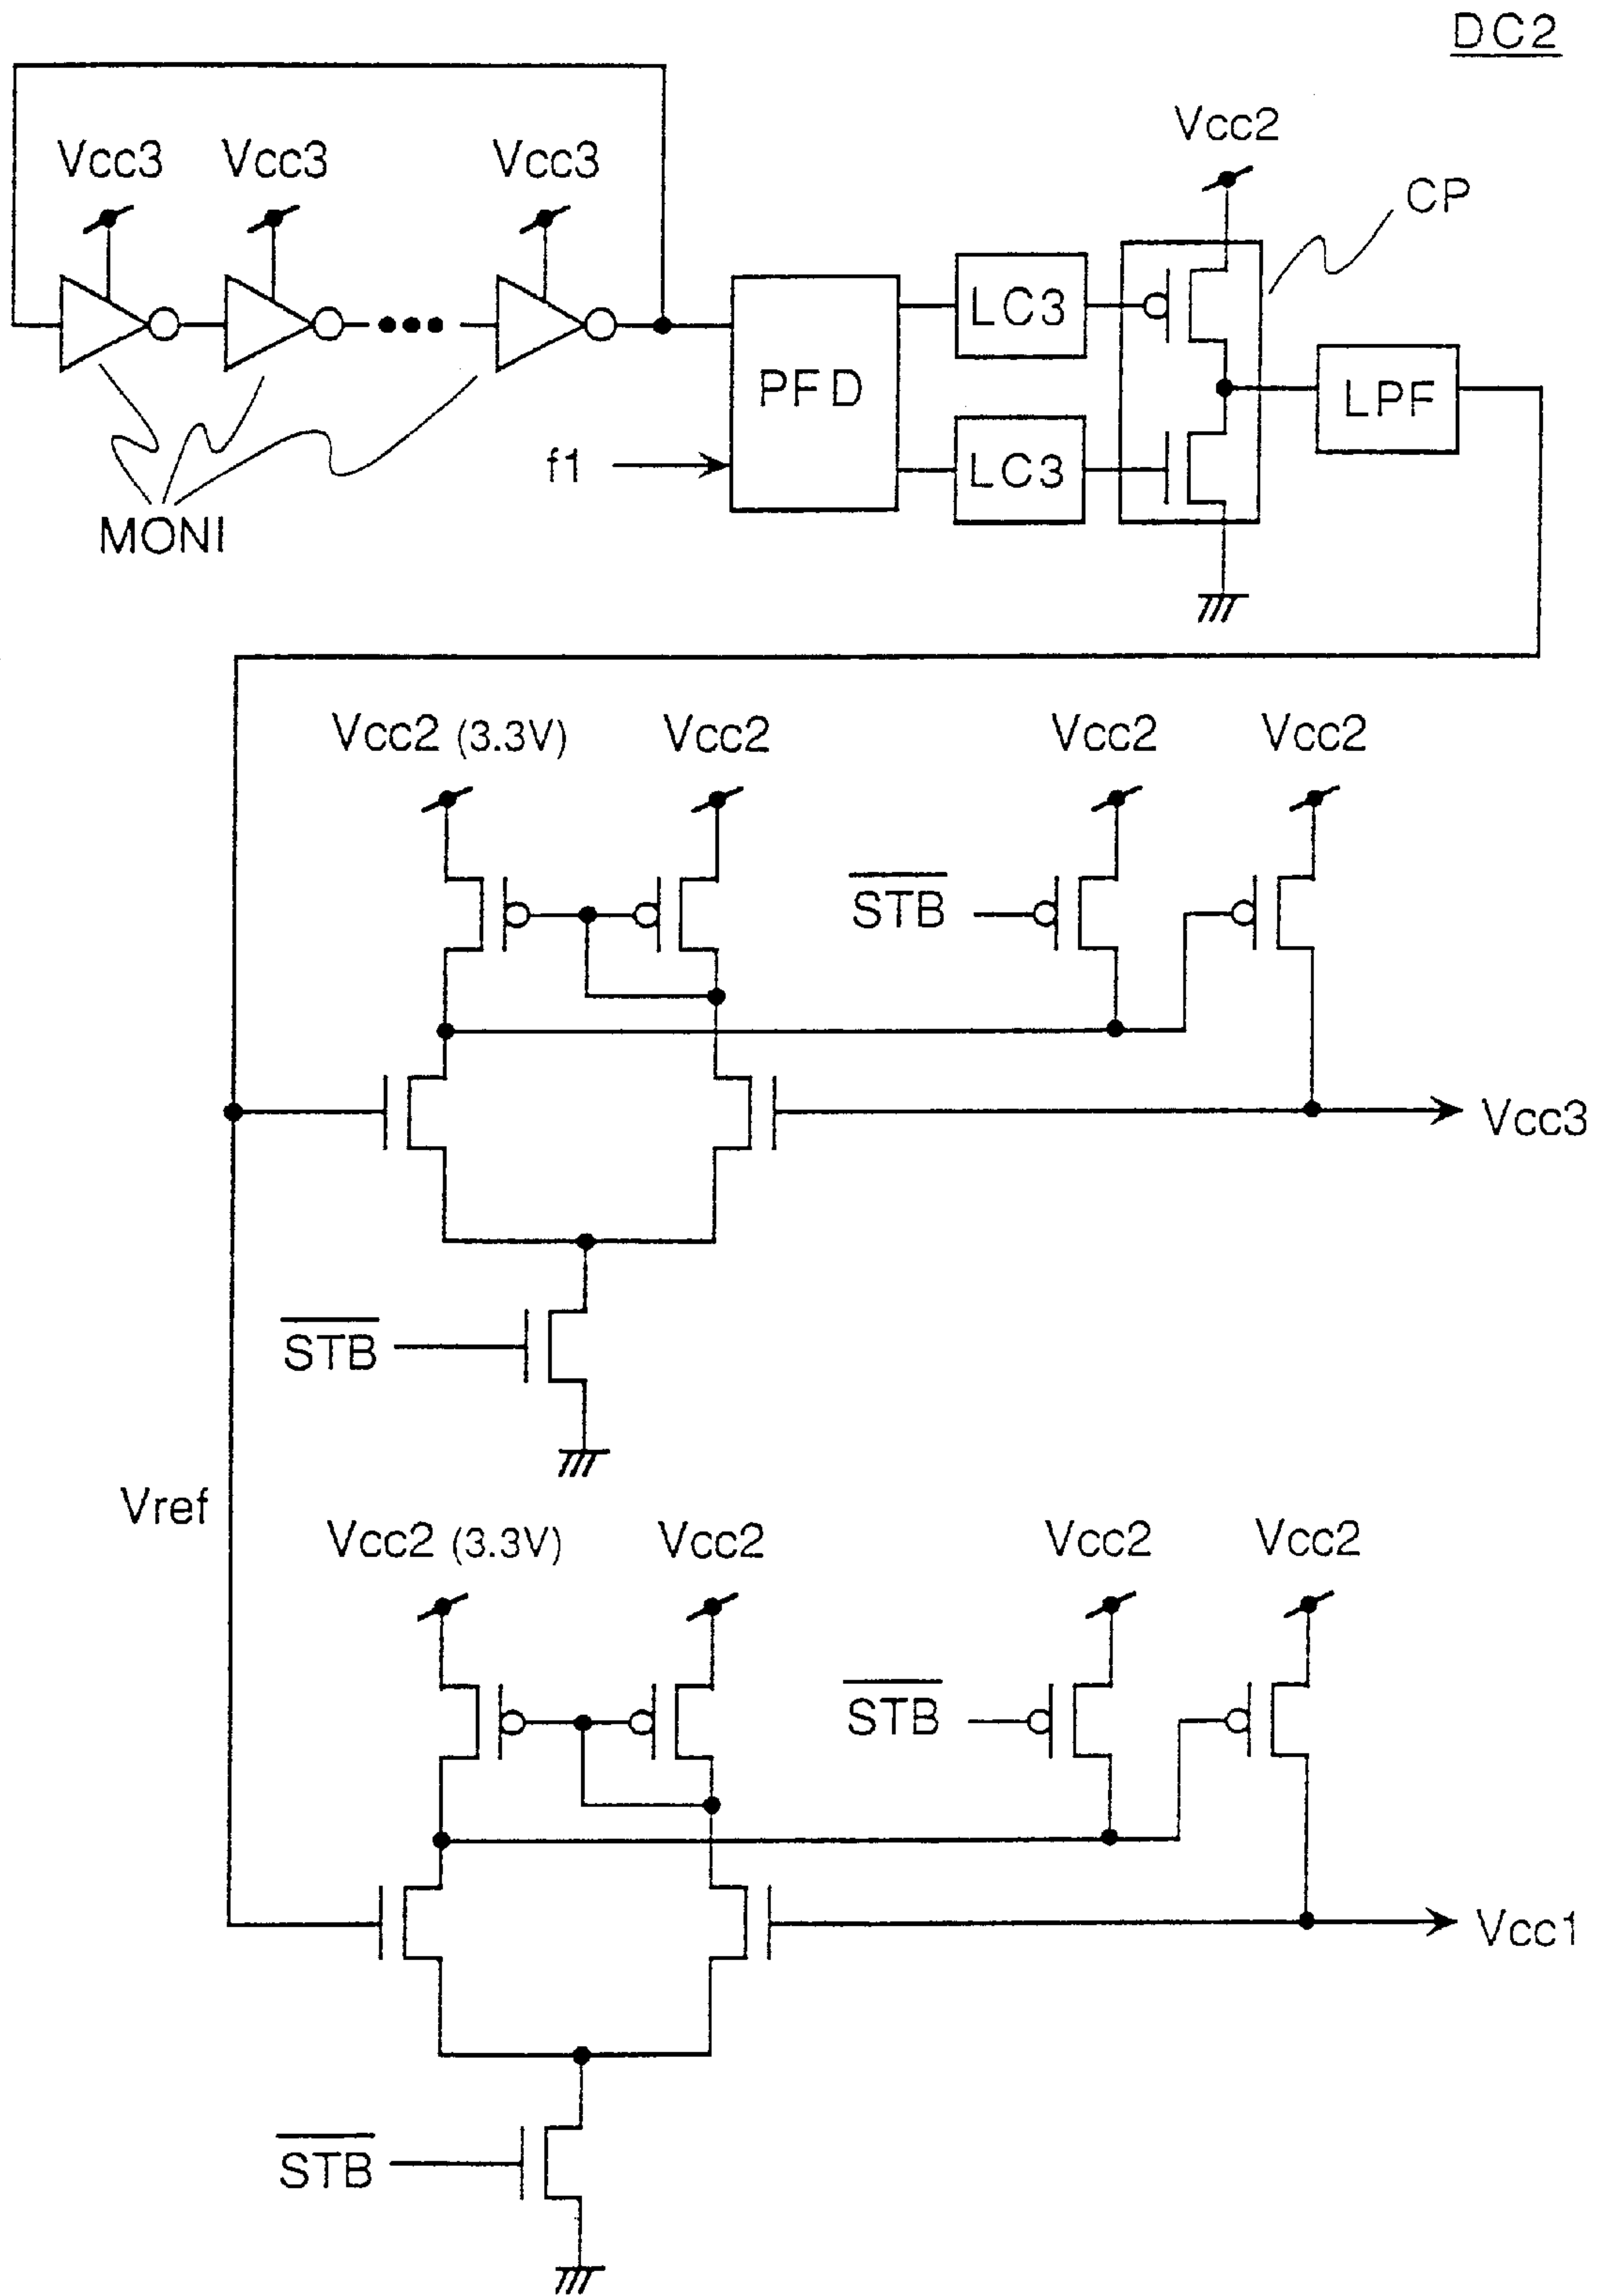 DC2
Vcc2
Vcc3 Vcc3 Vcc3
CP
LC3
PFD
LPF
f1
LC3
MONI
Vcc2 (3.3V) Vcc2 Vcc2 Vcc2
STB
Vcc3
STB
Vref
Vcc2 (3.3V) Vcc2 Vcc2 Vcc2
STB
Vcc1
STB